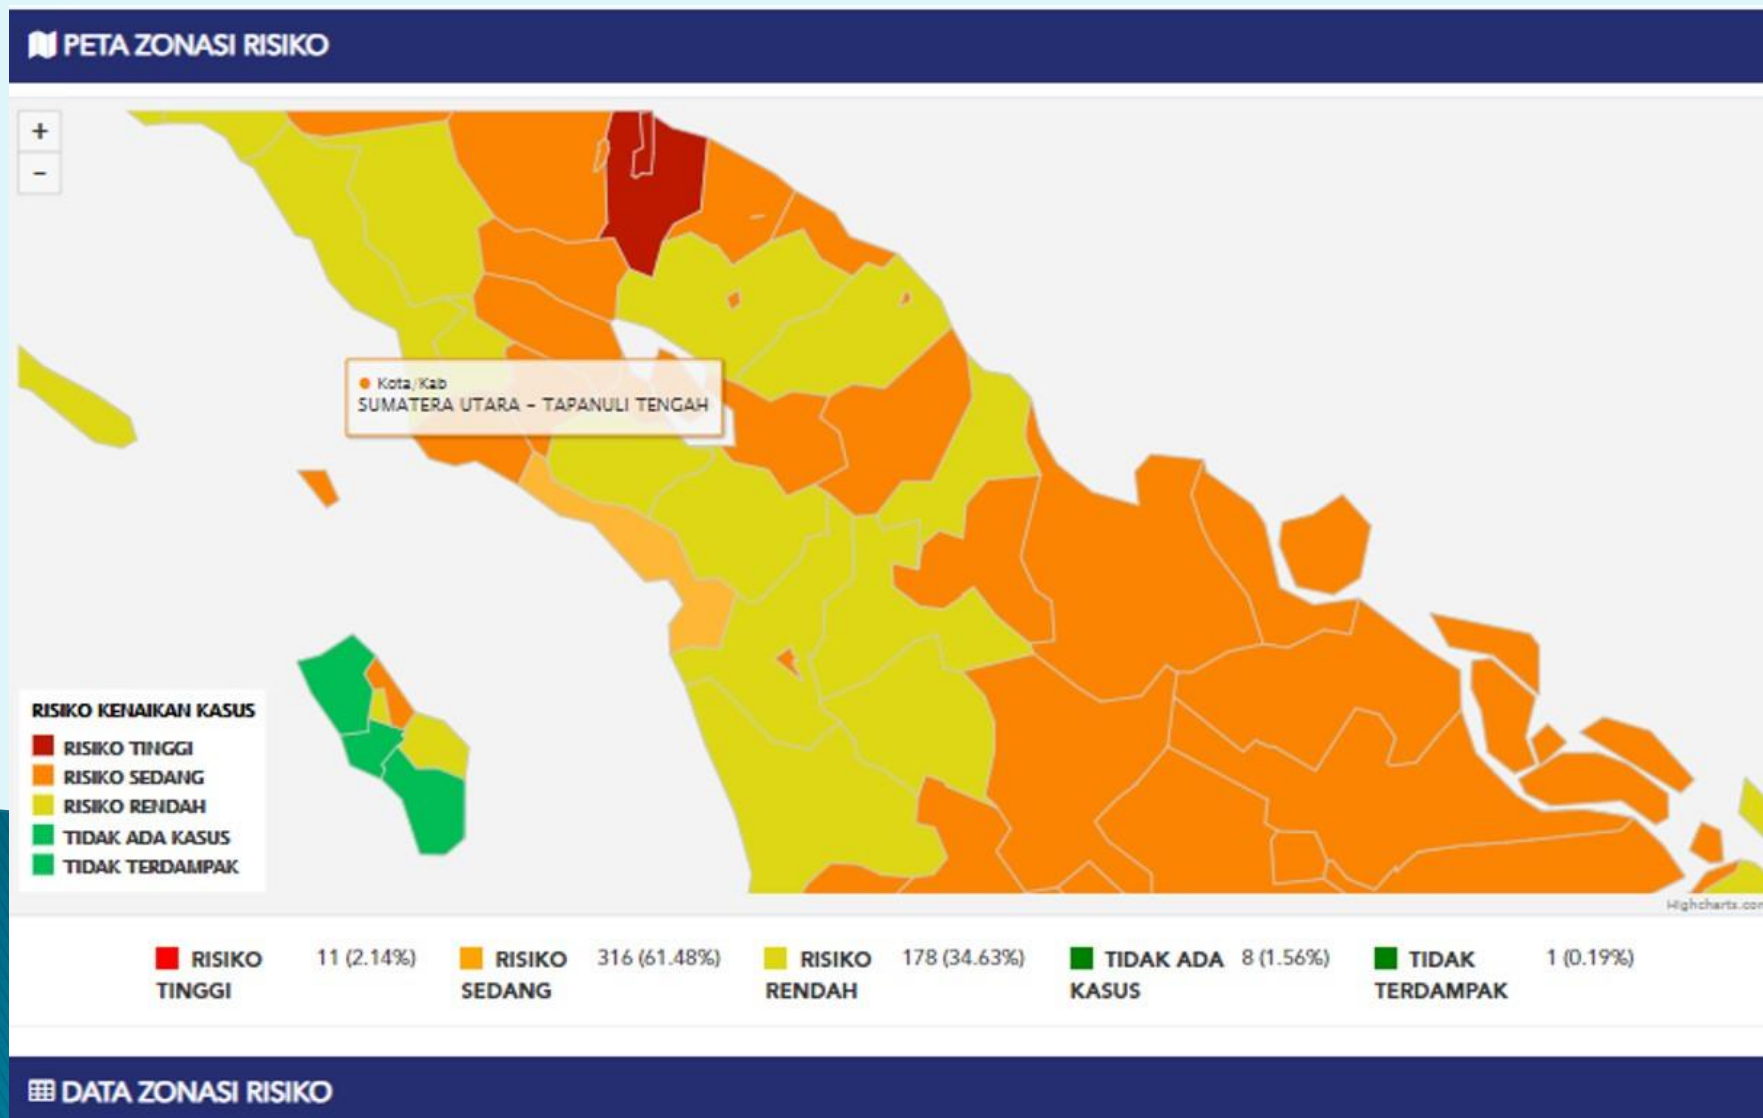 PETA ZONASI RISIKO
+
−
Kota/Kab
SUMATERA UTARA – TAPANULI TENGAH
RISIKO KENAIKAN KASUS
RISIKO TINGGI
RISIKO SEDANG
RISIKO RENDAH
TIDAK ADA KASUS
TIDAK TERDAMPAK
Highcharts.com
RISIKO TINGGI 11 (2.14%)
RISIKO SEDANG 316 (61.48%)
RISIKO RENDAH 178 (34.63%)
TIDAK ADA KASUS 8 (1.56%)
TIDAK TERDAMPAK 1 (0.19%)
DATA ZONASI RISIKO